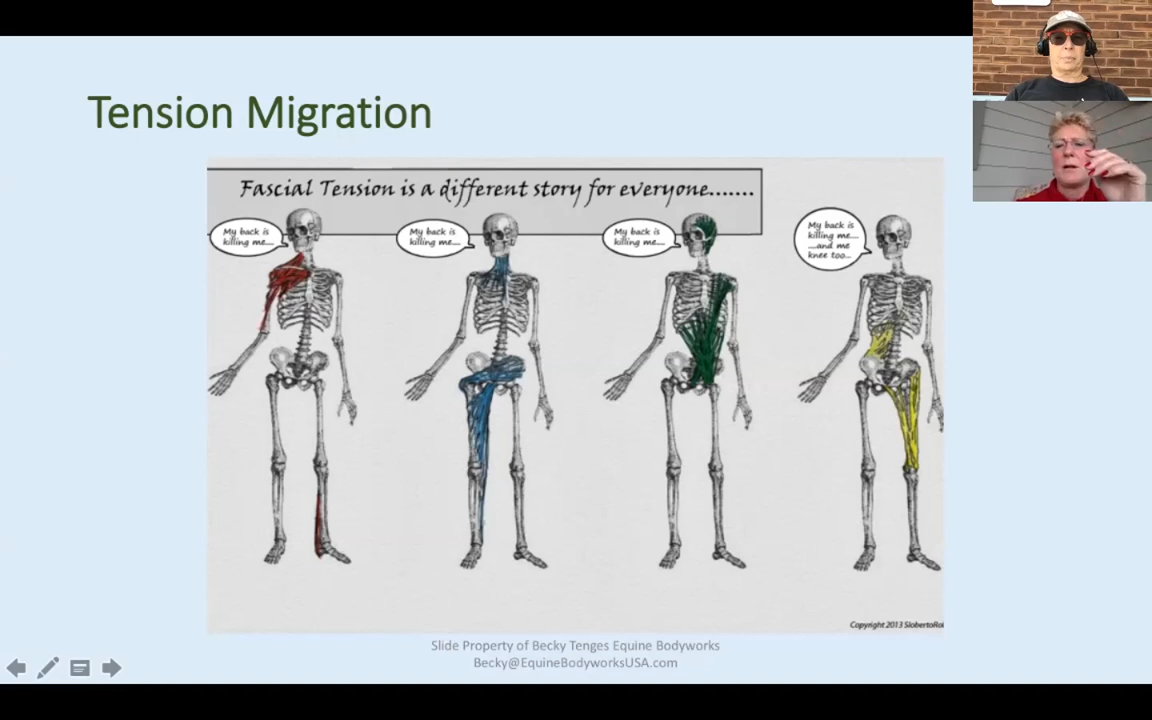 Tension Migration
Fascial Tension is a different story for everyone.......
My back is
killing me....
My back is
killing me....
My back is
killing me....
My back is
killing me....
....and me
knee too...
Copyright 2013
Slide Property of Becky Tenges Equine Bodyworks
Becky@EquineBodyworksUSA.com